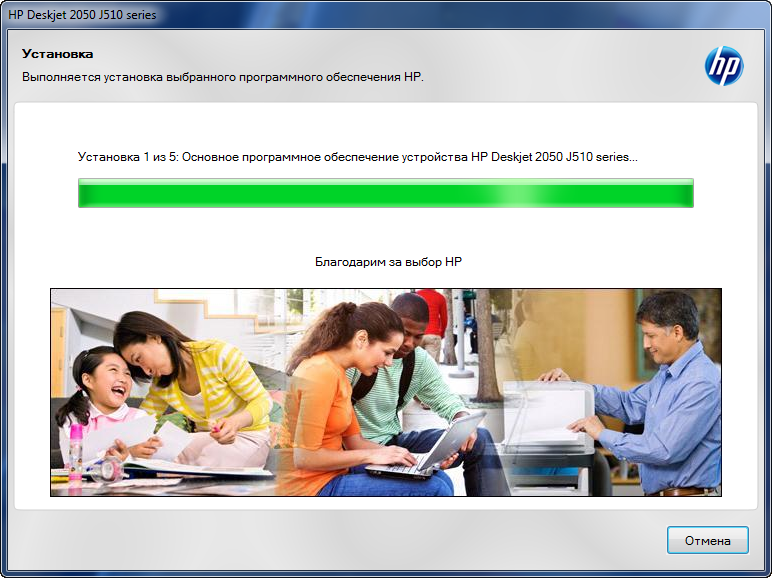 HP Deskjet 2050 J510 series
Установка
Выполняется установка выбранного программного обеспечения HP.
hp
Установка 1 из 5: Основное программное обеспечение устройства HP Deskjet 2050 J510 series...
Благодарим за выбор HP
Отмена